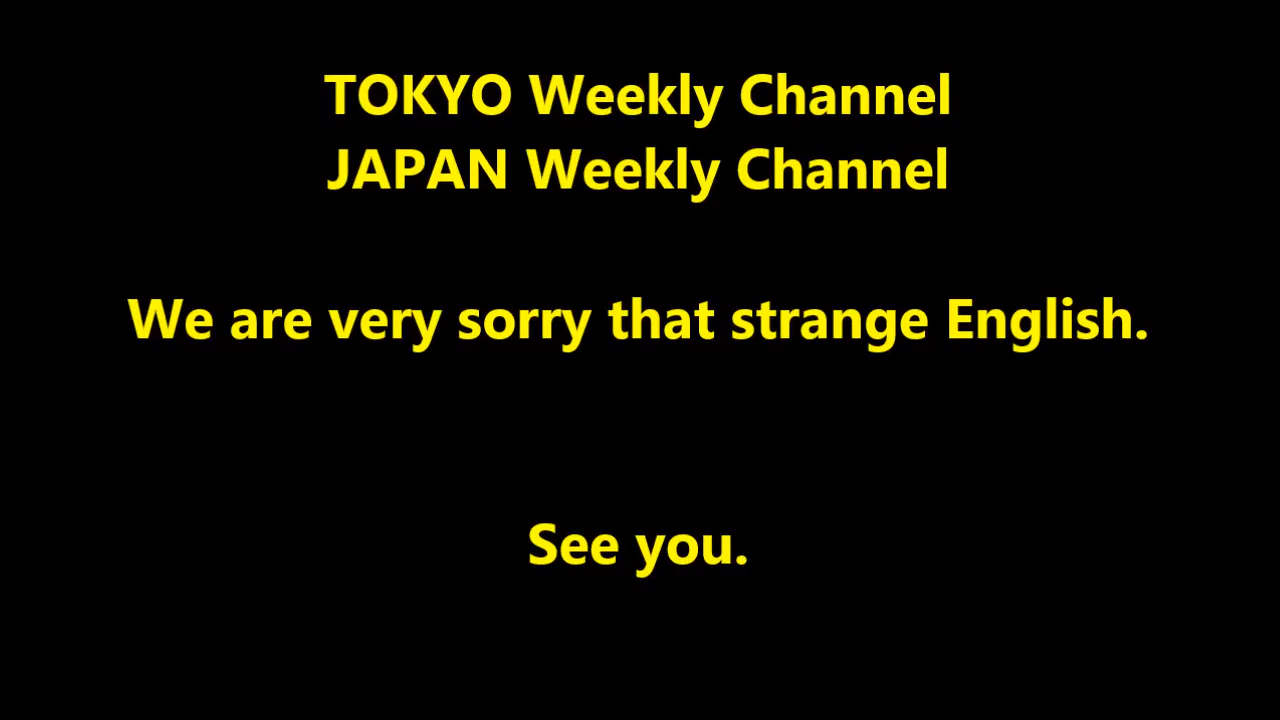 TOKYO Weekly Channel
JAPAN Weekly Channel
We are very sorry that strange English.
See you.